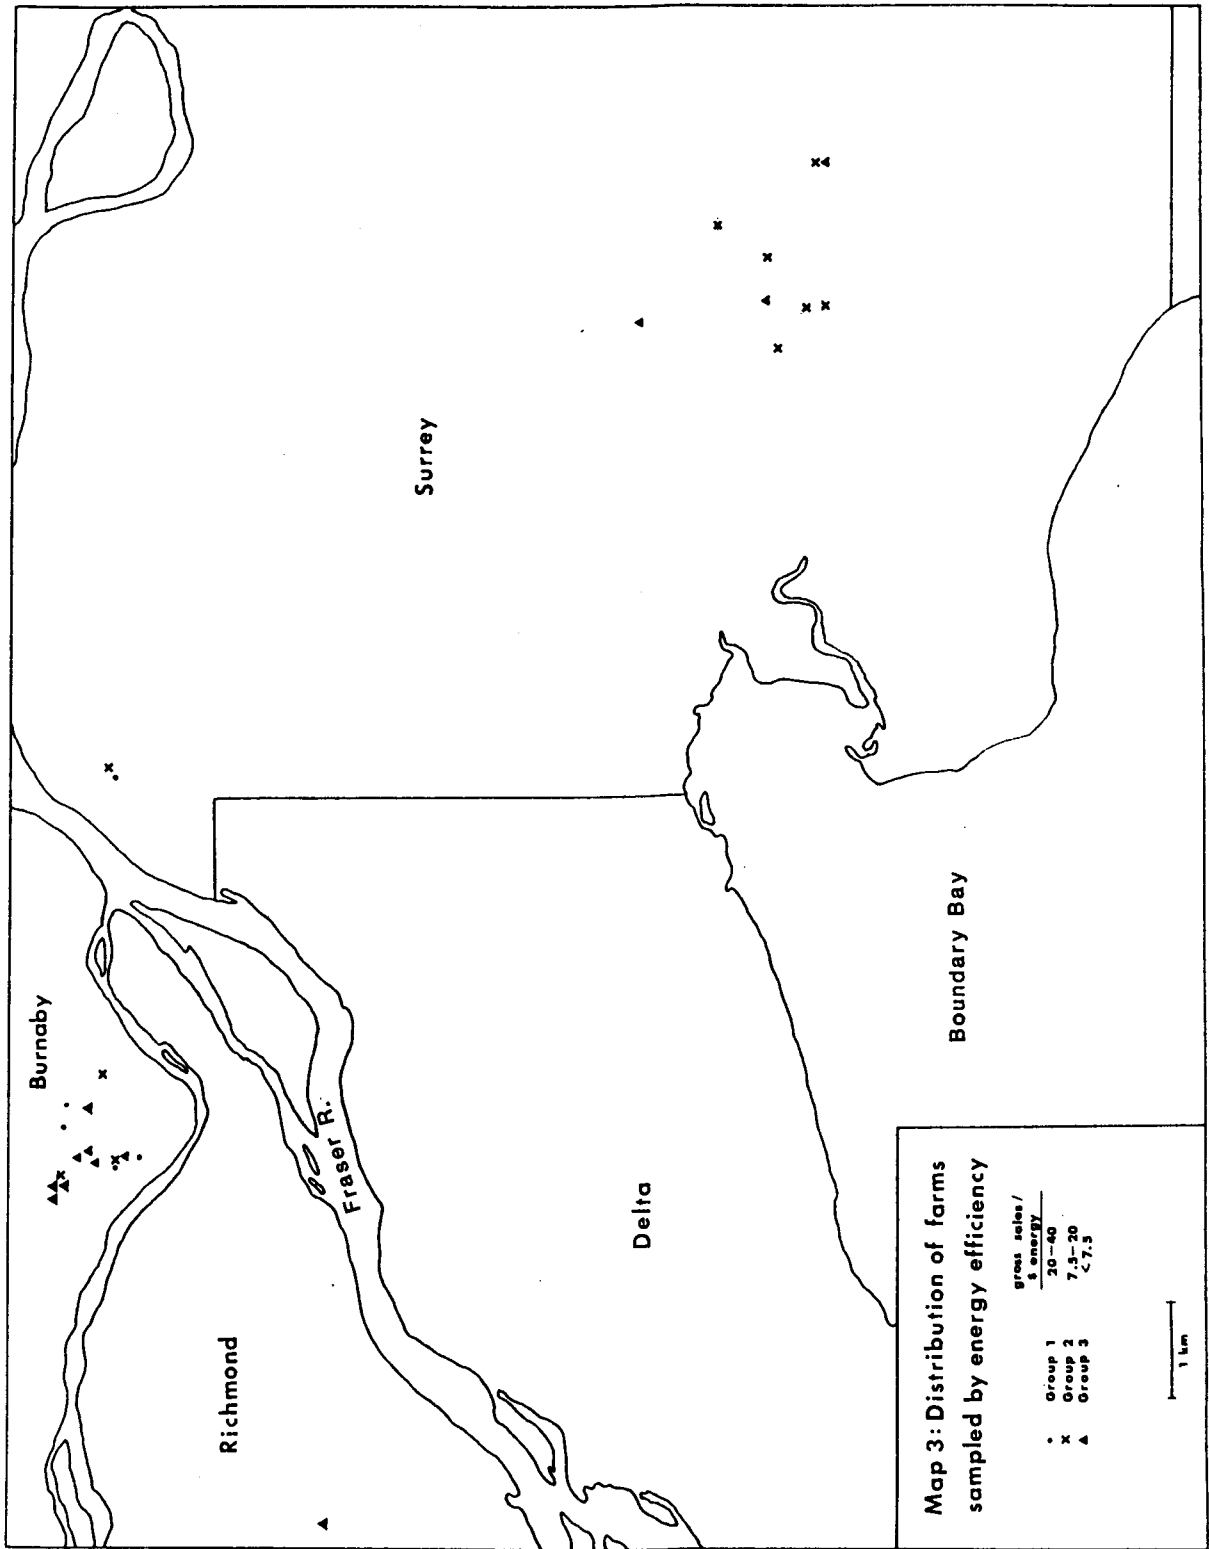 Burnaby
Surrey
Richmond
Fraser R.
Delta
Boundary Bay
Map 3: Distribution of farms
sampled by energy efficiency
gross sales /
$ energy
• Group 1 20–40
x Group 2 7.5–20
▲ Group 3 <7.5
1 km